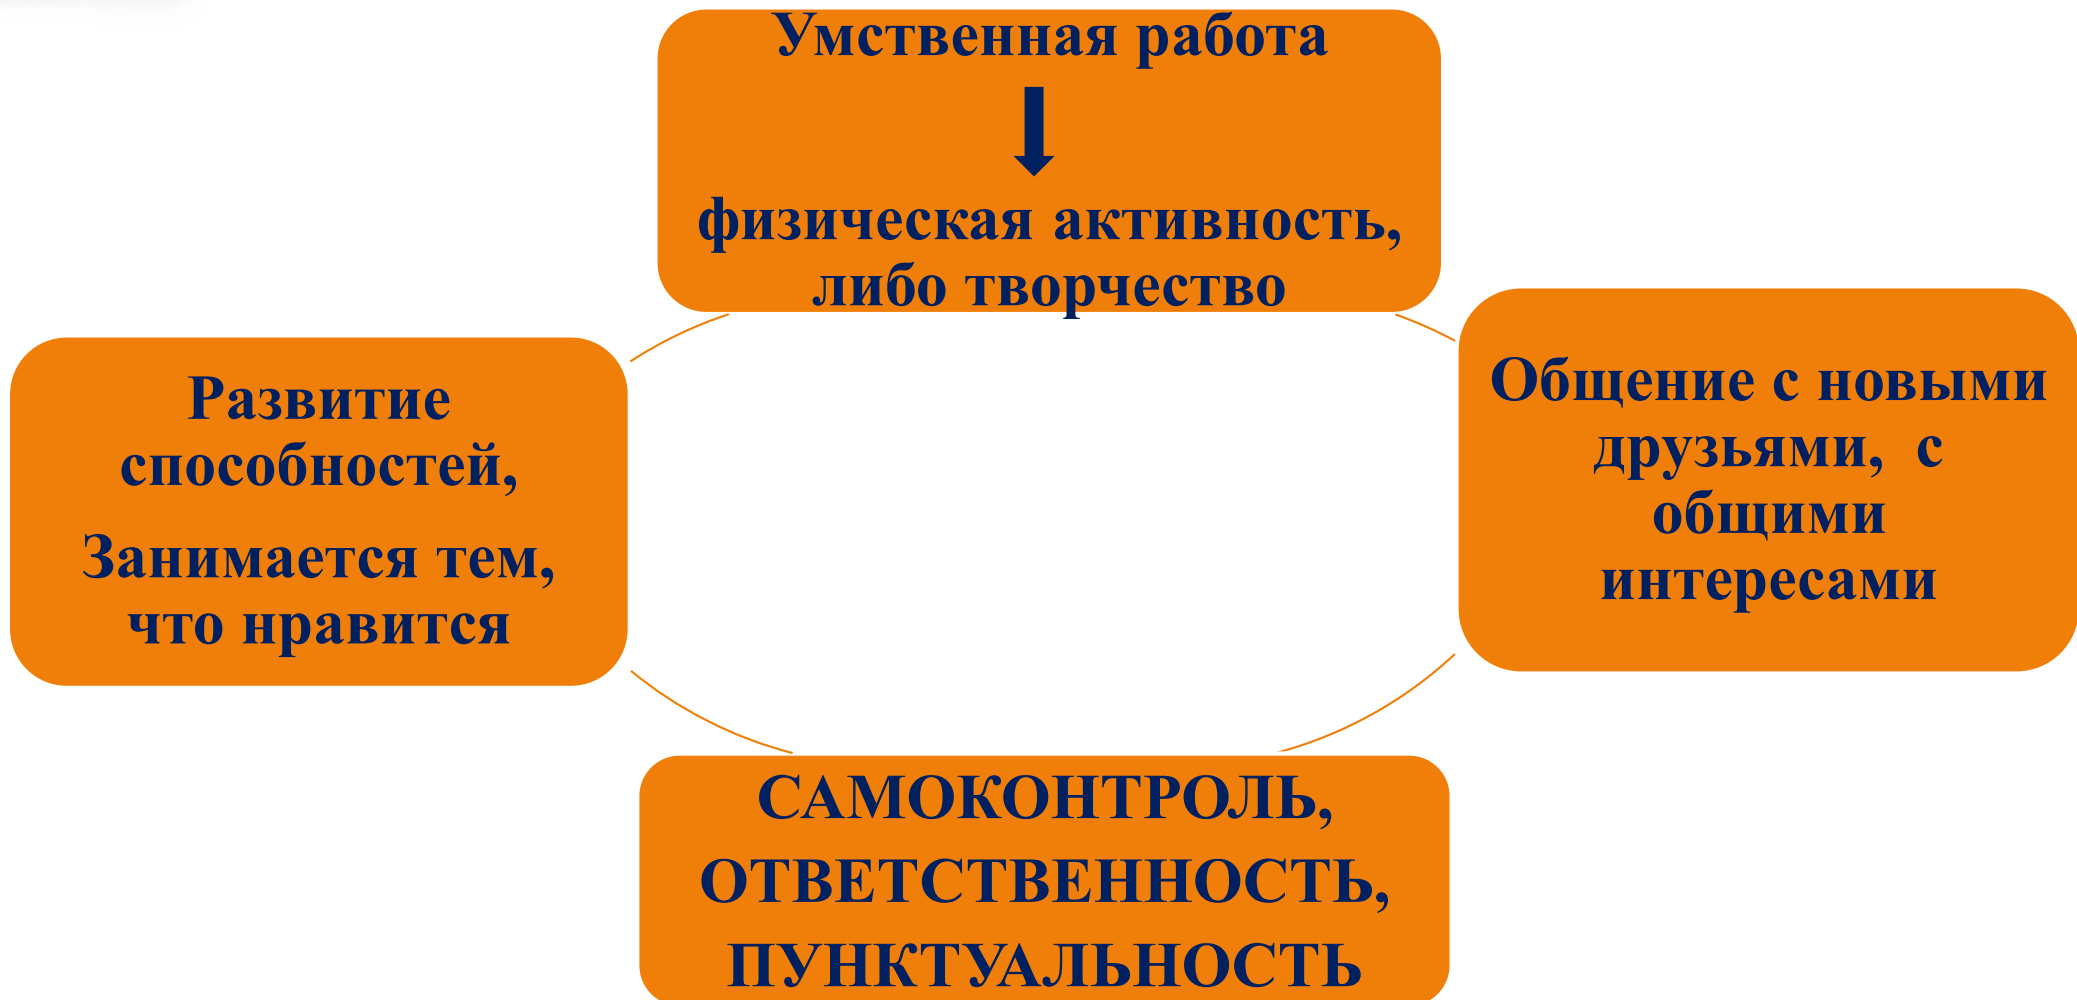 Умственная работа
физическая активность,
либо творчество
Развитие
способностей,
Занимается тем,
что нравится
Общение с новыми
друзьями, с
общими
интересами
САМОКОНТРОЛЬ,
ОТВЕТСТВЕННОСТЬ,
ПУНКТУАЛЬНОСТЬ